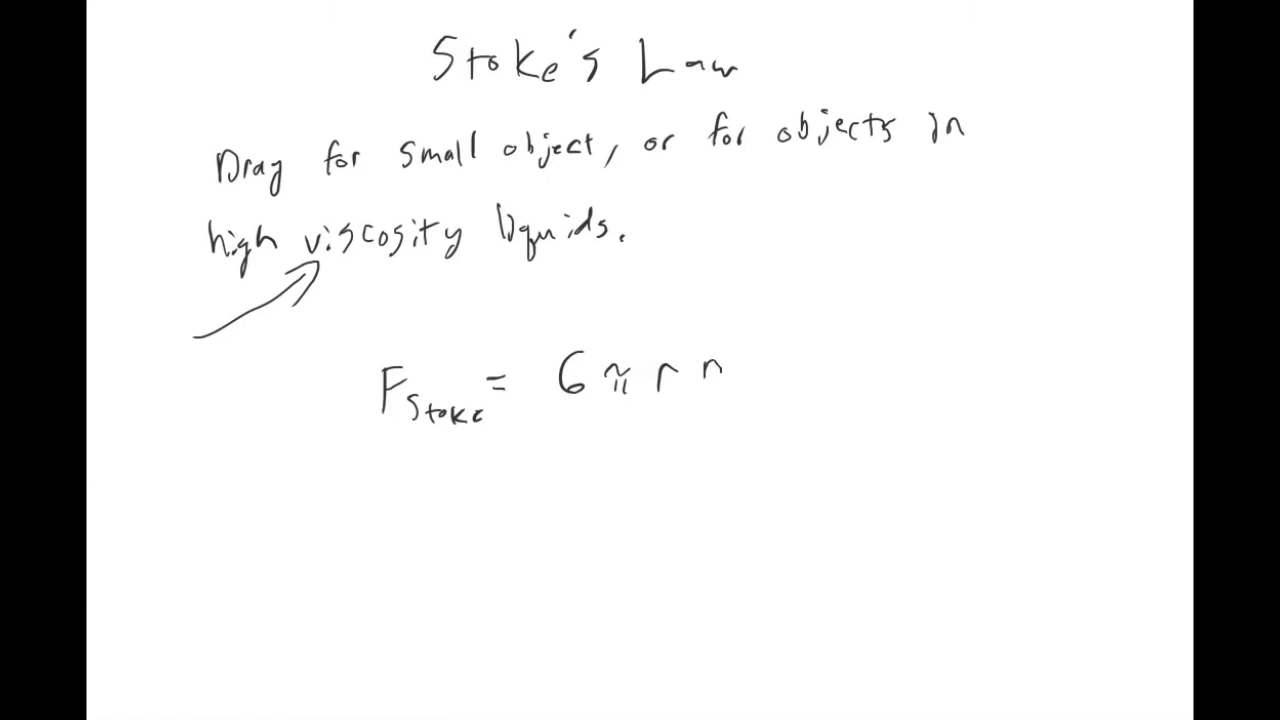 Stoke's Law
Drag for small object, or for objects in
high viscosity liquids.
F_Stoke = 6 π r n